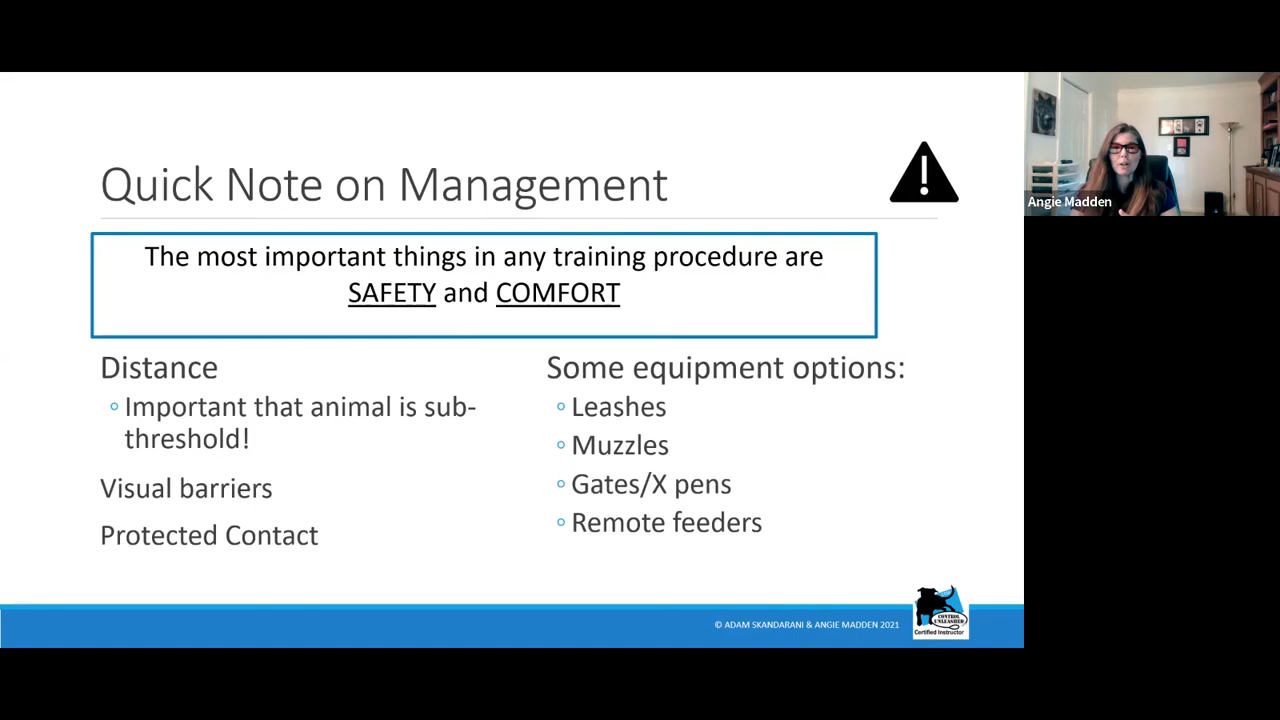 Quick Note on Management
The most important things in any training procedure are
SAFETY and COMFORT
Distance
Important that animal is sub-
threshold!
Visual barriers
Protected Contact
Some equipment options:
Leashes
Muzzles
Gates/X pens
Remote feeders
© ADAM SKANDARANI & ANGIE MADDEN 2021
CONTROL
UNLEASHED
Certified Instructor
Angie Madden